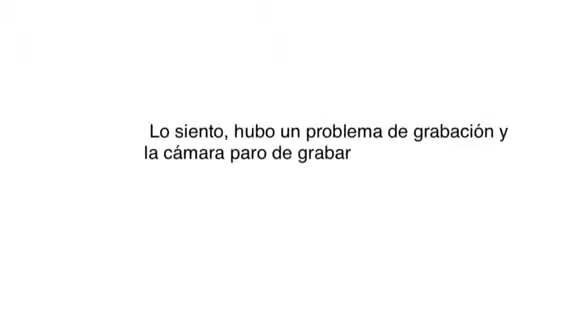 Lo siento, hubo un problema de grabación y
la cámara paro de grabar